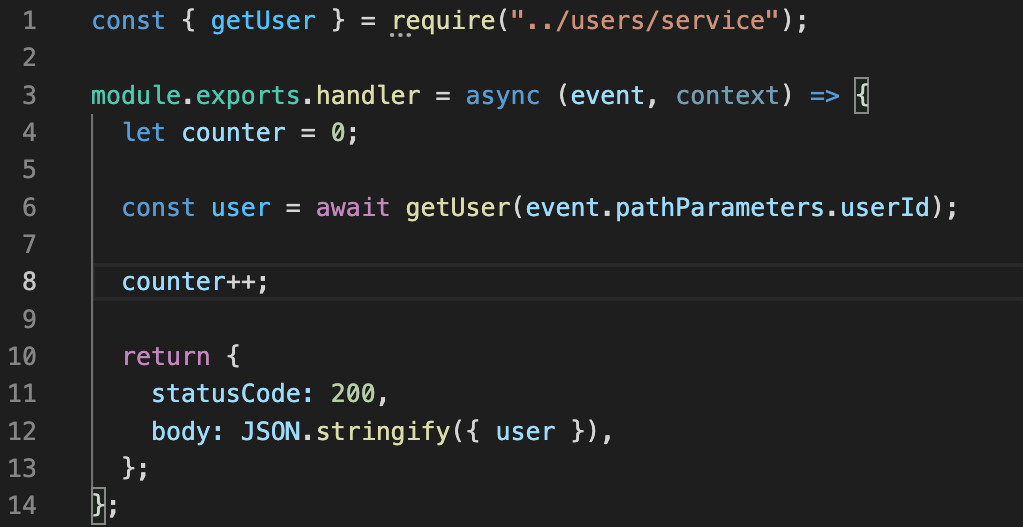 1 const { getUser } = require("../users/service");
2
3 module.exports.handler = async (event, context) => {
4   let counter = 0;
5
6   const user = await getUser(event.pathParameters.userId);
7
8   counter++;
9
10   return {
11     statusCode: 200,
12     body: JSON.stringify({ user }),
13   };
14 };